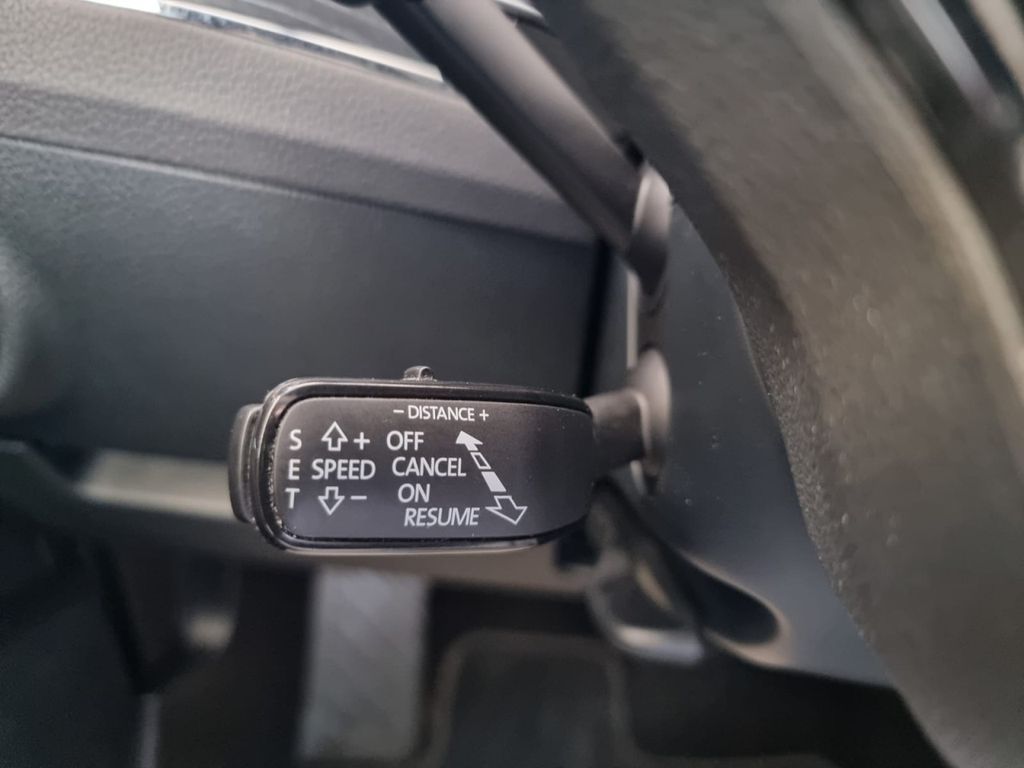 − DISTANCE +
S + OFF
E SPEED CANCEL
T − ON
RESUME